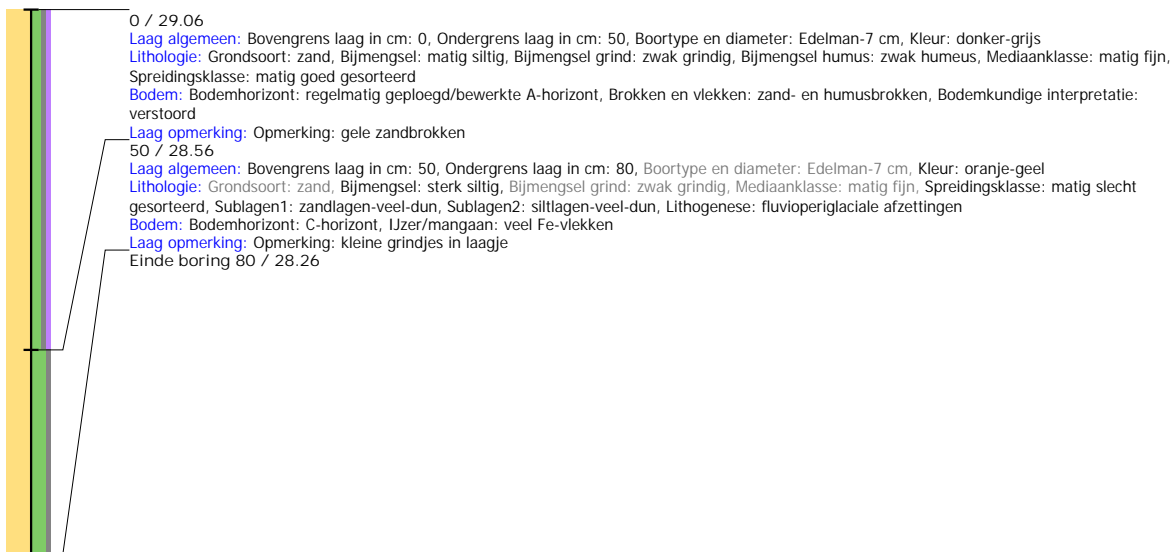 0 / 29.06
Laag algemeen: Bovengrens laag in cm: 0, Ondergrens laag in cm: 50, Boortype en diameter: Edelman-7 cm, Kleur: donker-grijs
Lithologie: Grondsoort: zand, Bijmengsel: matig siltig, Bijmengsel grind: zwak grindig, Bijmengsel humus: zwak humeus, Mediaanklasse: matig fijn,
Spreidingsklasse: matig goed gesorteerd
Bodem: Bodemhorizont: regelmatig geploegd/bewerkte A-horizont, Brokken en vlekken: zand- en humusbrokken, Bodemkundige interpretatie:
verstoord
Laag opmerking: Opmerking: gele zandbrokken
50 / 28.56
Laag algemeen: Bovengrens laag in cm: 50, Ondergrens laag in cm: 80, Boortype en diameter: Edelman-7 cm, Kleur: oranje-geel
Lithologie: Grondsoort: zand, Bijmengsel: sterk siltig, Bijmengsel grind: zwak grindig, Mediaanklasse: matig fijn, Spreidingsklasse: matig slecht
gesorteerd, Sublagen1: zandlagen-veel-dun, Sublagen2: siltlagen-veel-dun, Lithogenese: fluvioperiglaciale afzettingen
Bodem: Bodemhorizont: C-horizont, IJzer/mangaan: veel Fe-vlekken
Laag opmerking: Opmerking: kleine grindjes in laagje
Einde boring 80 / 28.26